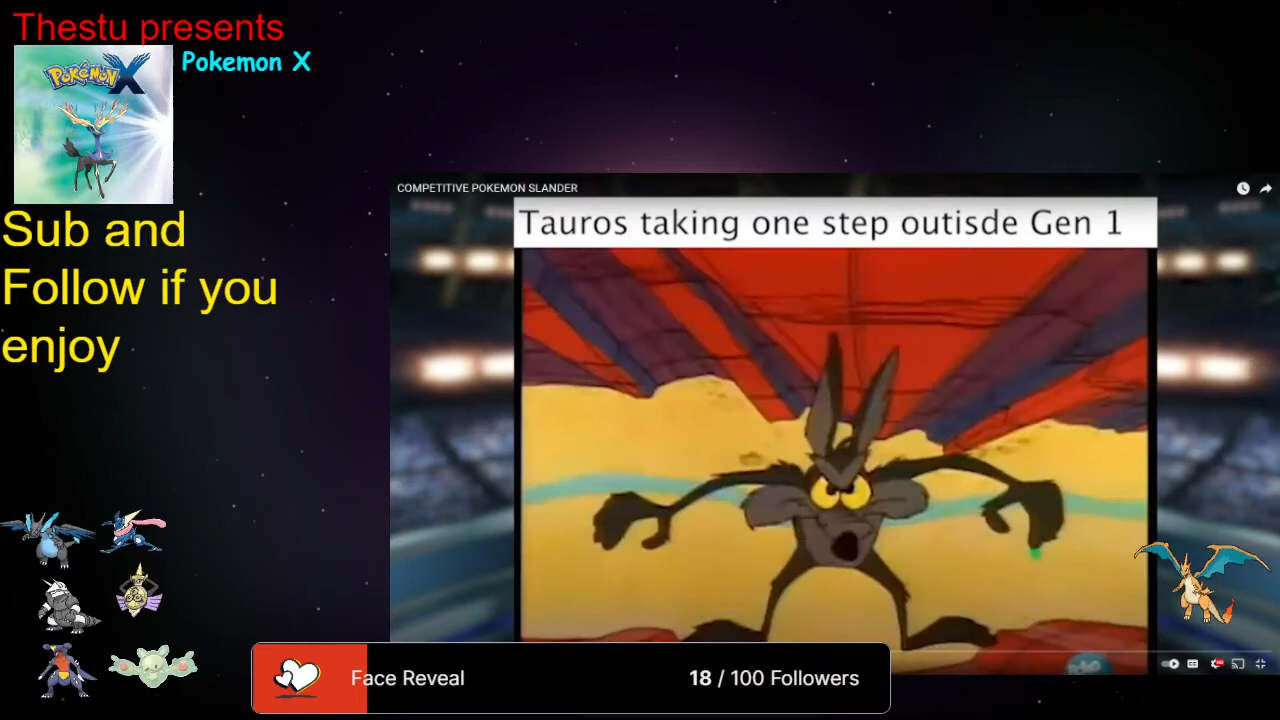 Thestu presents
POKéMON X
Pokemon X
Sub and
Follow if you
enjoy
COMPETITIVE POKEMON SLANDER
Tauros taking one step outisde Gen 1
Face Reveal
18 / 100 Followers